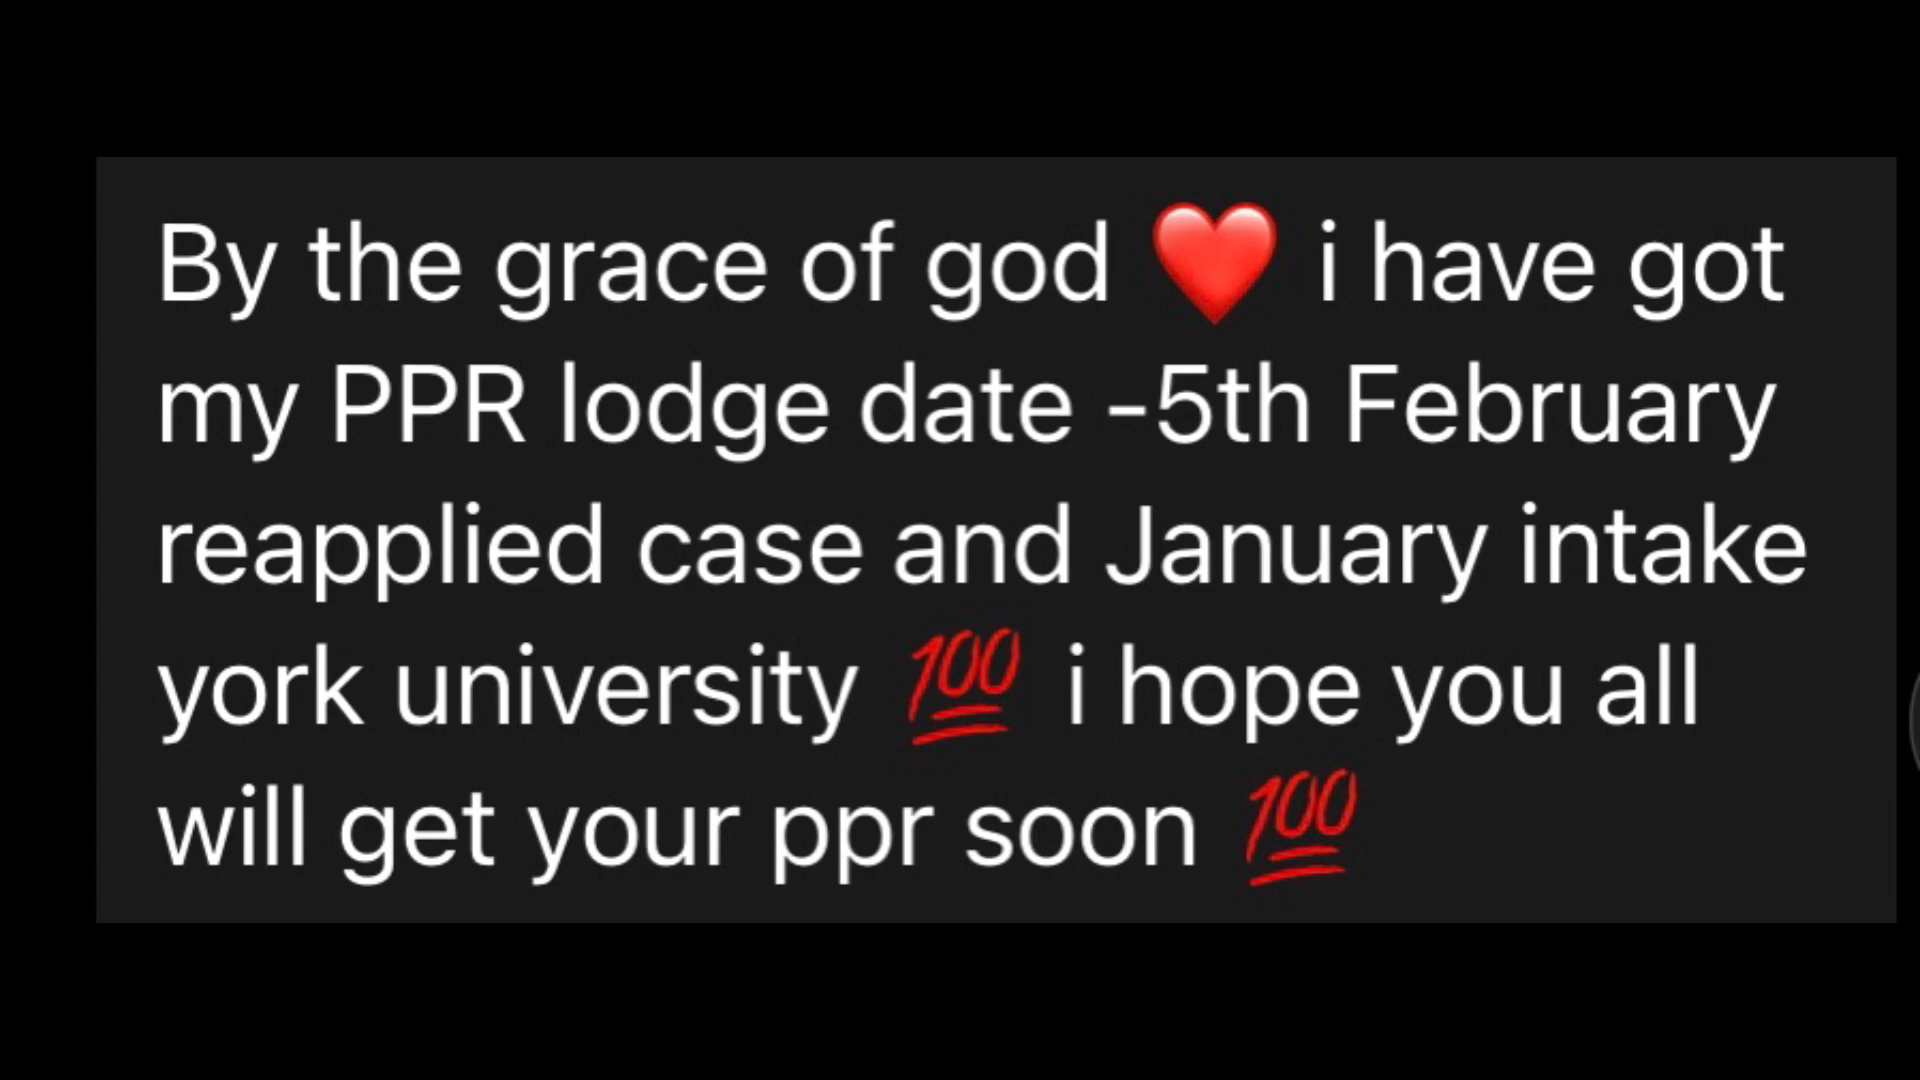 By the grace of god ❤️ i have got
my PPR lodge date -5th February
reapplied case and January intake
york university 💯 i hope you all
will get your ppr soon 💯